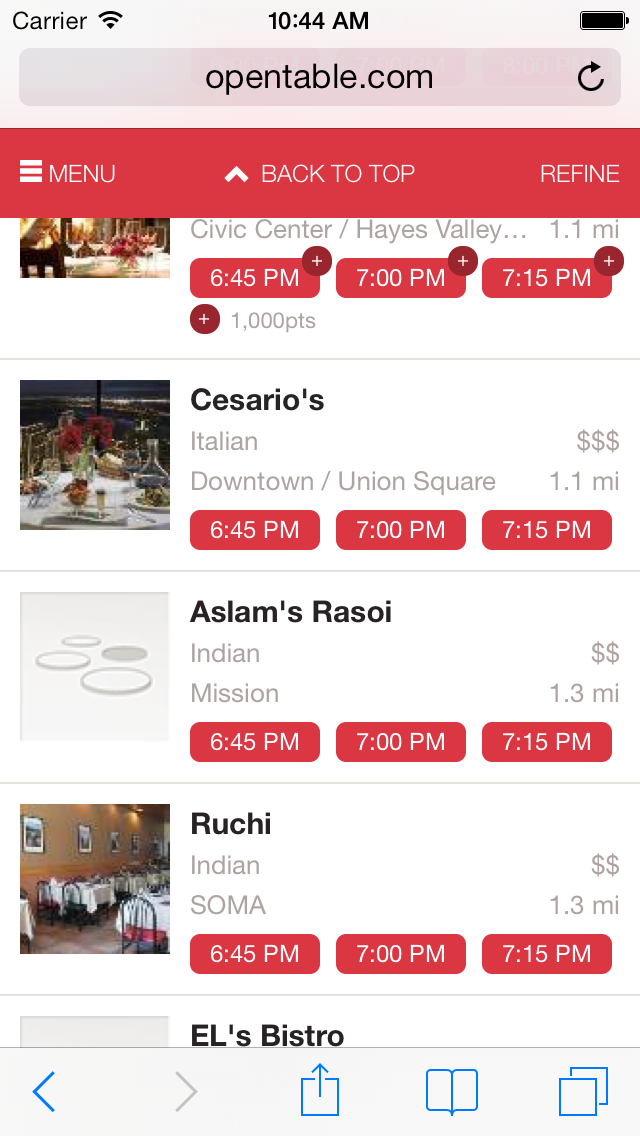 Carrier 10:44 AM
opentable.com
MENU BACK TO TOP REFINE
Civic Center / Hayes Valley… 1.1 mi
6:45 PM + 7:00 PM + 7:15 PM +
+ 1,000pts
Cesario's
Italian $$$
Downtown / Union Square 1.1 mi
6:45 PM 7:00 PM 7:15 PM
Aslam's Rasoi
Indian $$
Mission 1.3 mi
6:45 PM 7:00 PM 7:15 PM
Ruchi
Indian $$
SOMA 1.3 mi
6:45 PM 7:00 PM 7:15 PM
EL's Bistro